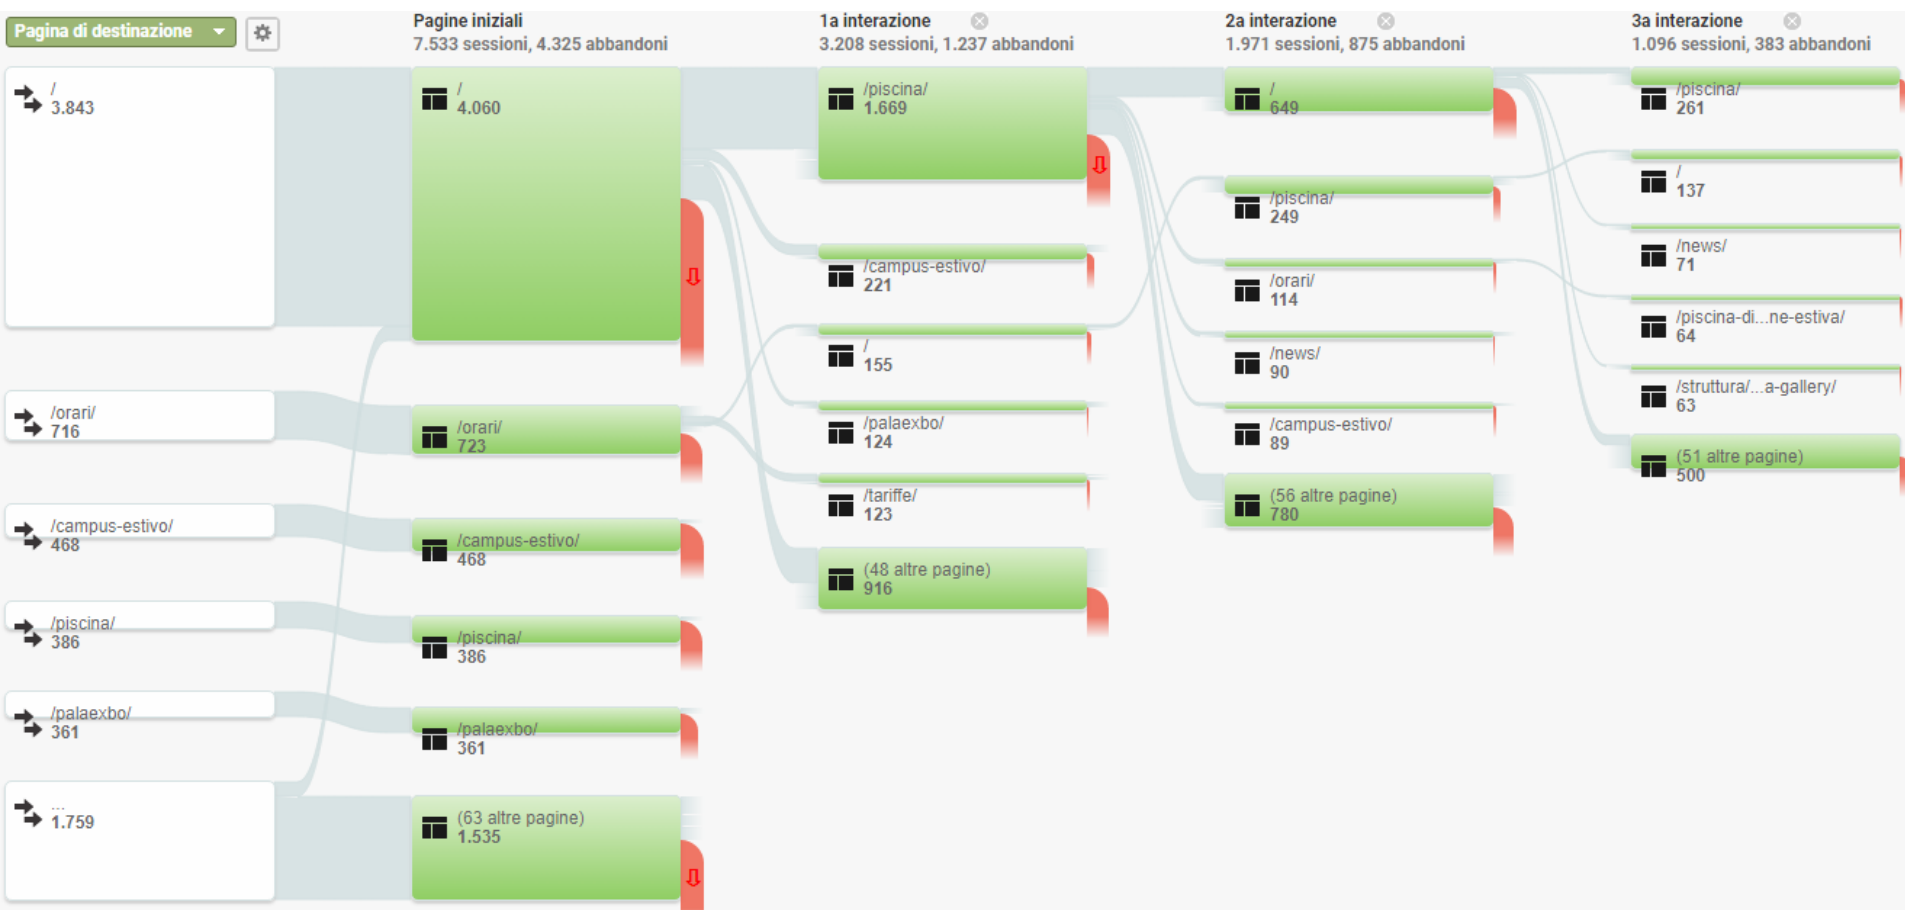 Pagina di destinazione
/
3.843
/orari/
716
/campus-estivo/
468
/piscina/
386
/palaexbo/
361
...
1.759
Pagine iniziali
7.533 sessioni, 4.325 abbandoni
/
4.060
/orari/
723
/campus-estivo/
468
/piscina/
386
/palaexbo/
361
(63 altre pagine)
1.535
1a interazione
3.208 sessioni, 1.237 abbandoni
/piscina/
1.669
/campus-estivo/
221
/
155
/palaexbo/
124
/tariffe/
123
(48 altre pagine)
916
2a interazione
1.971 sessioni, 875 abbandoni
/
649
/piscina/
249
/orari/
114
/news/
90
/campus-estivo/
89
(56 altre pagine)
780
3a interazione
1.096 sessioni, 383 abbandoni
/piscina/
261
/
137
/news/
71
/piscina-di...ne-estiva/
64
/struttura/...a-gallery/
63
(51 altre pagine)
500